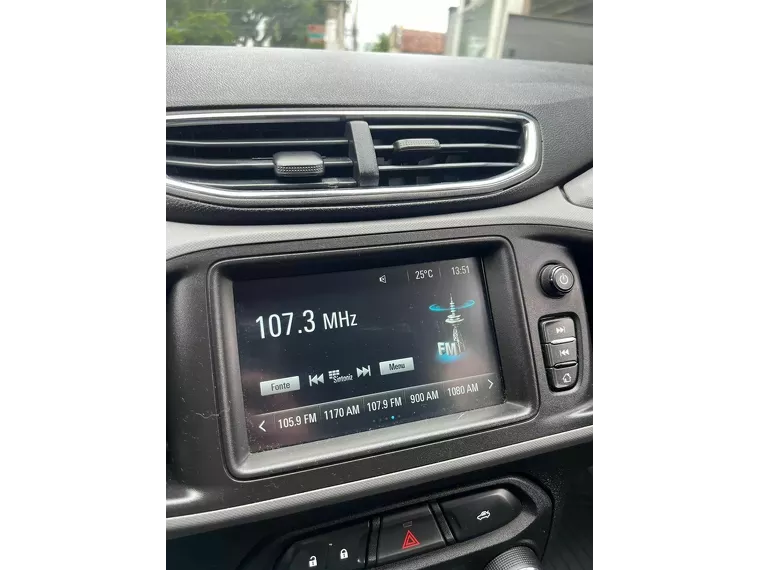 25°C 13:51
107.3 MHz
FM
Fonte Sintoniz Menu
105.9 FM 1170 AM 107.9 FM 900 AM 1080 AM